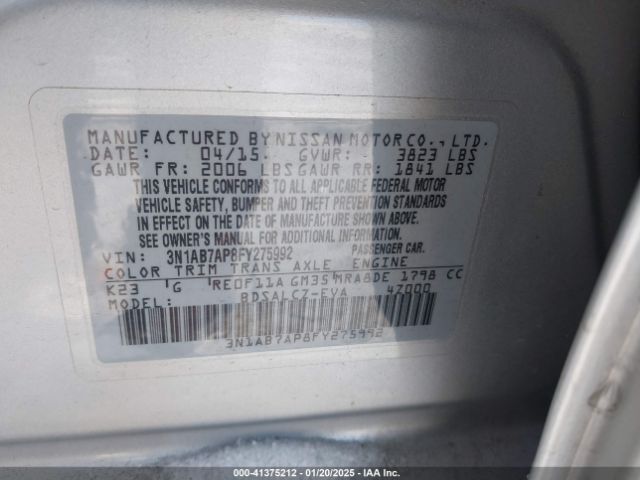 MANUFACTURED BY NISSAN MOTOR CO., LTD.
DATE: 04/15. GVWR: 3823 LBS
GAWR FR: 2006 LBS GAWR RR: 1841 LBS
THIS VEHICLE CONFORMS TO ALL APPLICABLE FEDERAL MOTOR
VEHICLE SAFETY, BUMPER AND THEFT PREVENTION STANDARDS
IN EFFECT ON THE DATE OF MANUFACTURE SHOWN ABOVE.
SEE OWNER'S MANUAL FOR ADDITIONAL INFORMATION.
VIN: 3N1AB7AP8FY275992 PASSENGER CAR.
COLOR TRIM TRANS AXLE ENGINE
K23 G RE0F11A GM35 MRA8DE 1798 CC
MODEL: BDSALCZ-EVA 47000
3N1AB7AP8FY275992
000-41375212 | 01/20/2025 | IAA Inc.